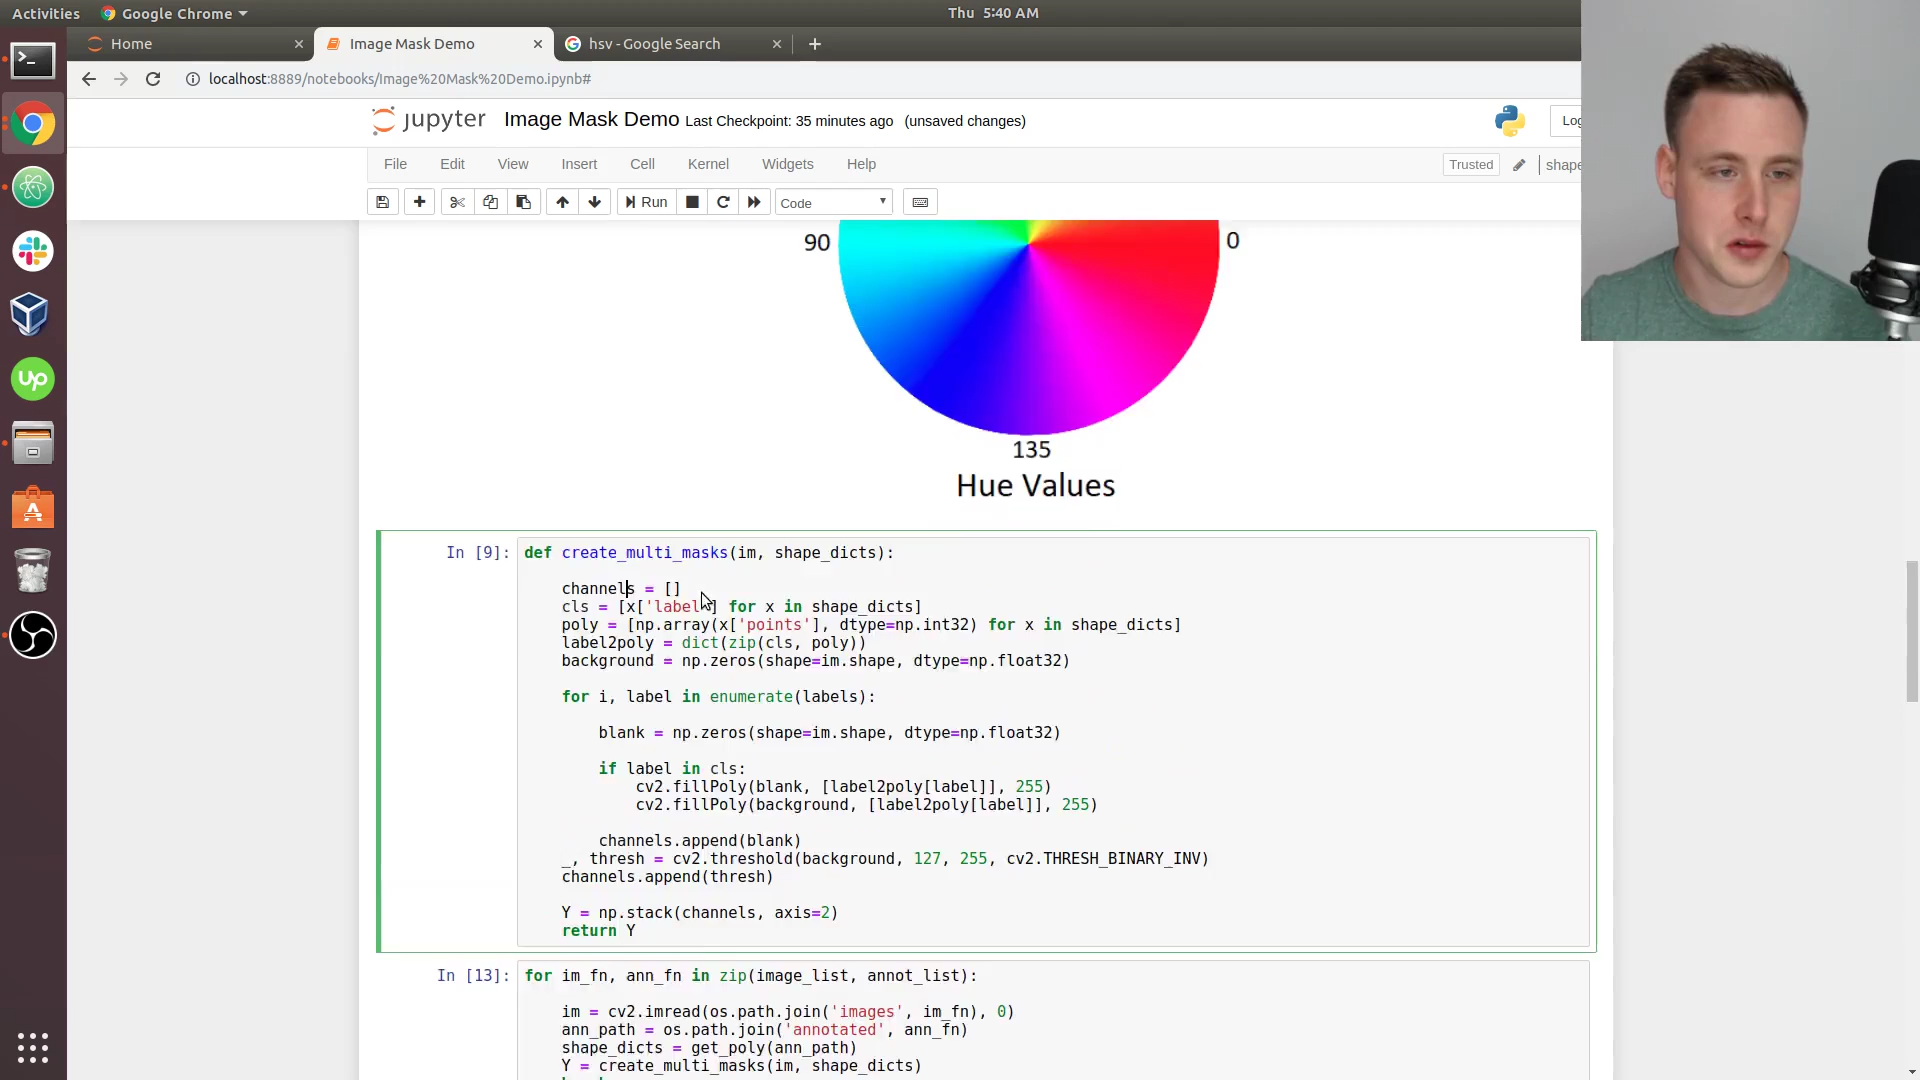 Activities
Google Chrome
Thu 5:40 AM
Home
Image Mask Demo
hsv - Google Search
localhost:8889/notebooks/Image%20Mask%20Demo.ipynb#
jupyter
Image Mask Demo Last Checkpoint: 35 minutes ago (unsaved changes)
Log
File Edit View Insert Cell Kernel Widgets Help
Trusted
shape
Run
Code
90
0
135
Hue Values
In [9]:
def create_multi_masks(im, shape_dicts):
channels = []
cls = [x['label'] for x in shape_dicts]
poly = [np.array(x['points'], dtype=np.int32) for x in shape_dicts]
label2poly = dict(zip(cls, poly))
background = np.zeros(shape=im.shape, dtype=np.float32)
for i, label in enumerate(labels):
blank = np.zeros(shape=im.shape, dtype=np.float32)
if label in cls:
cv2.fillPoly(blank, [label2poly[label]], 255)
cv2.fillPoly(background, [label2poly[label]], 255)
channels.append(blank)
_, thresh = cv2.threshold(background, 127, 255, cv2.THRESH_BINARY_INV)
channels.append(thresh)
Y = np.stack(channels, axis=2)
return Y
In [13]:
for im_fn, ann_fn in zip(image_list, annot_list):
im = cv2.imread(os.path.join('images', im_fn), 0)
ann_path = os.path.join('annotated', ann_fn)
shape_dicts = get_poly(ann_path)
Y = create_multi_masks(im, shape_dicts)
Up